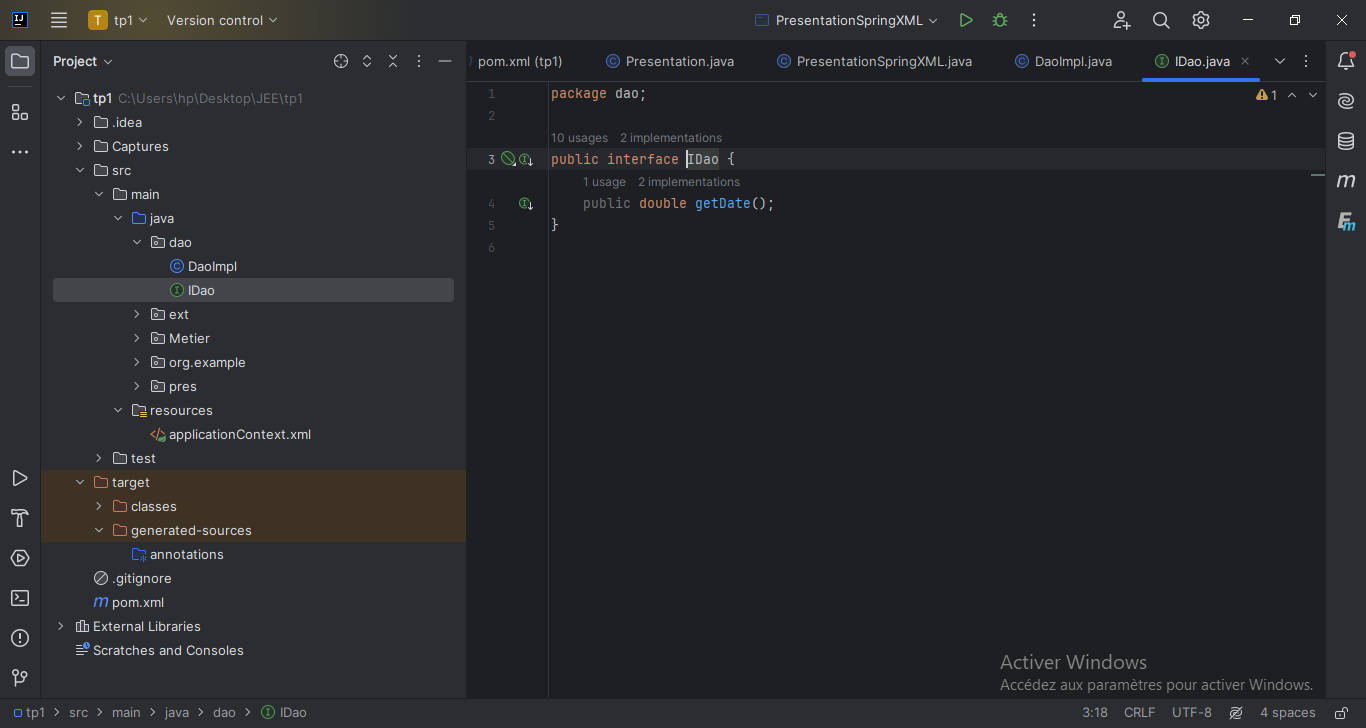 T tp1 Version control PresentationSpringXML
Project
pom.xml (tp1) Presentation.java PresentationSpringXML.java DaoImpl.java IDao.java
tp1 C:\Users\hp\Desktop\JEE\tp1
.idea
Captures
src
main
java
dao
DaoImpl
IDao
ext
Metier
org.example
pres
resources
applicationContext.xml
test
target
classes
generated-sources
annotations
.gitignore
pom.xml
External Libraries
Scratches and Consoles
1 package dao;
1
2
10 usages 2 implementations
3 public interface IDao {
1 usage 2 implementations
4 public double getDate();
5 }
6
Activer Windows
Accédez aux paramètres pour activer Windows.
tp1 > src > main > java > dao > IDao
3:18 CRLF UTF-8 4 spaces